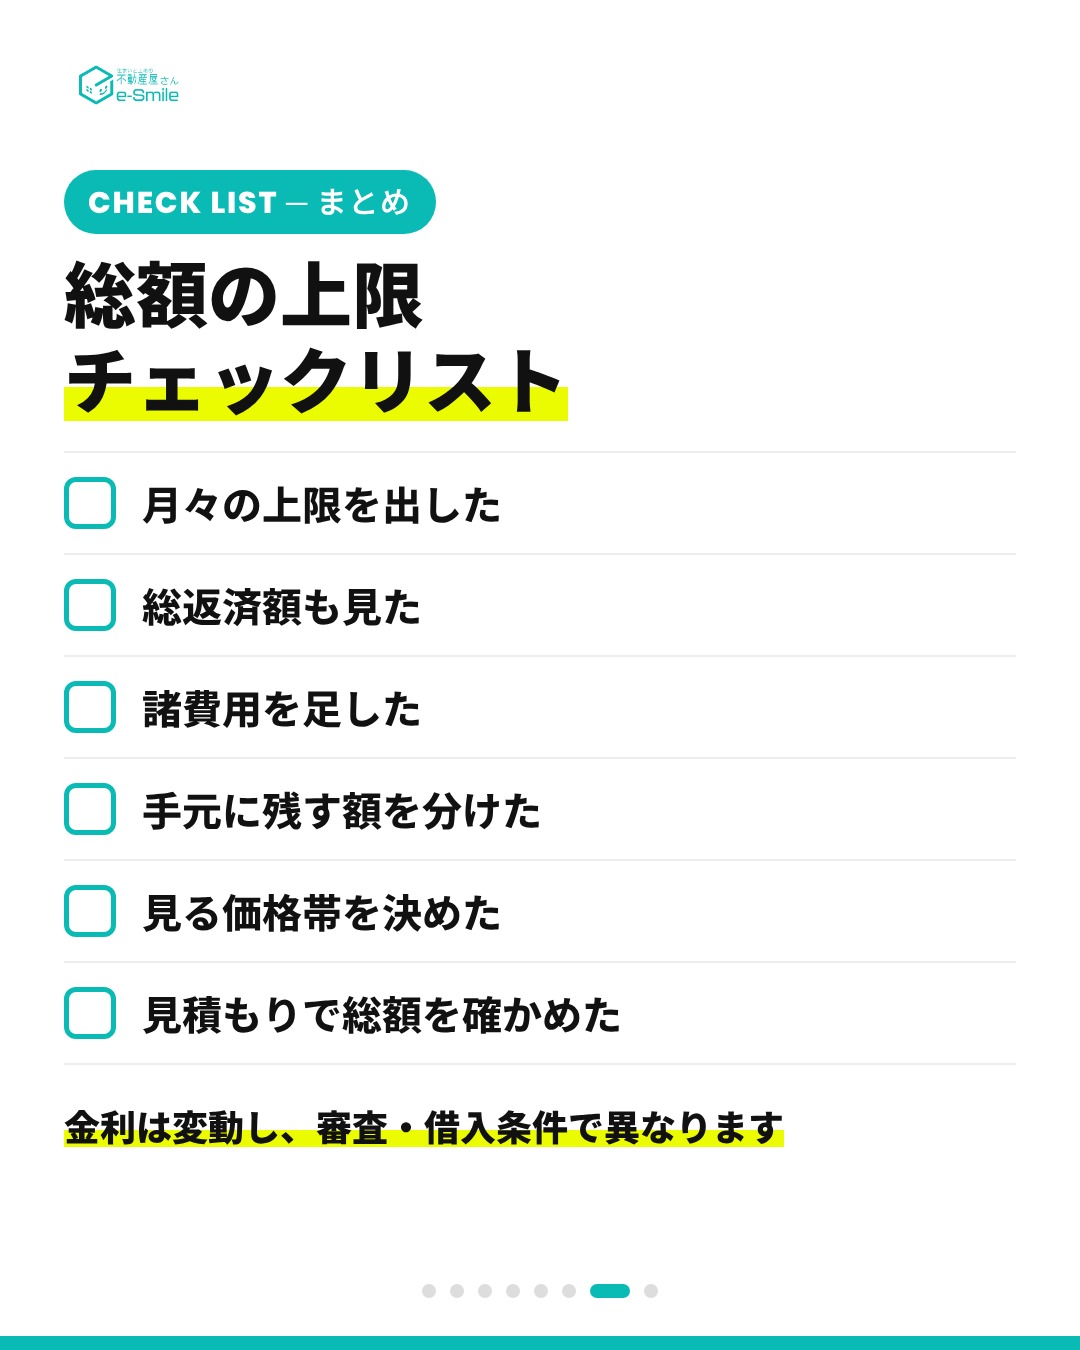 不動産屋さん
e-Smile
CHECK LIST — まとめ
総額の上限
チェックリスト
月々の上限を出した
総返済額も見た
諸費用を足した
手元に残す額を分けた
見る価格帯を決めた
見積もりで総額を確かめた
金利は変動し、審査・借入条件で異なります